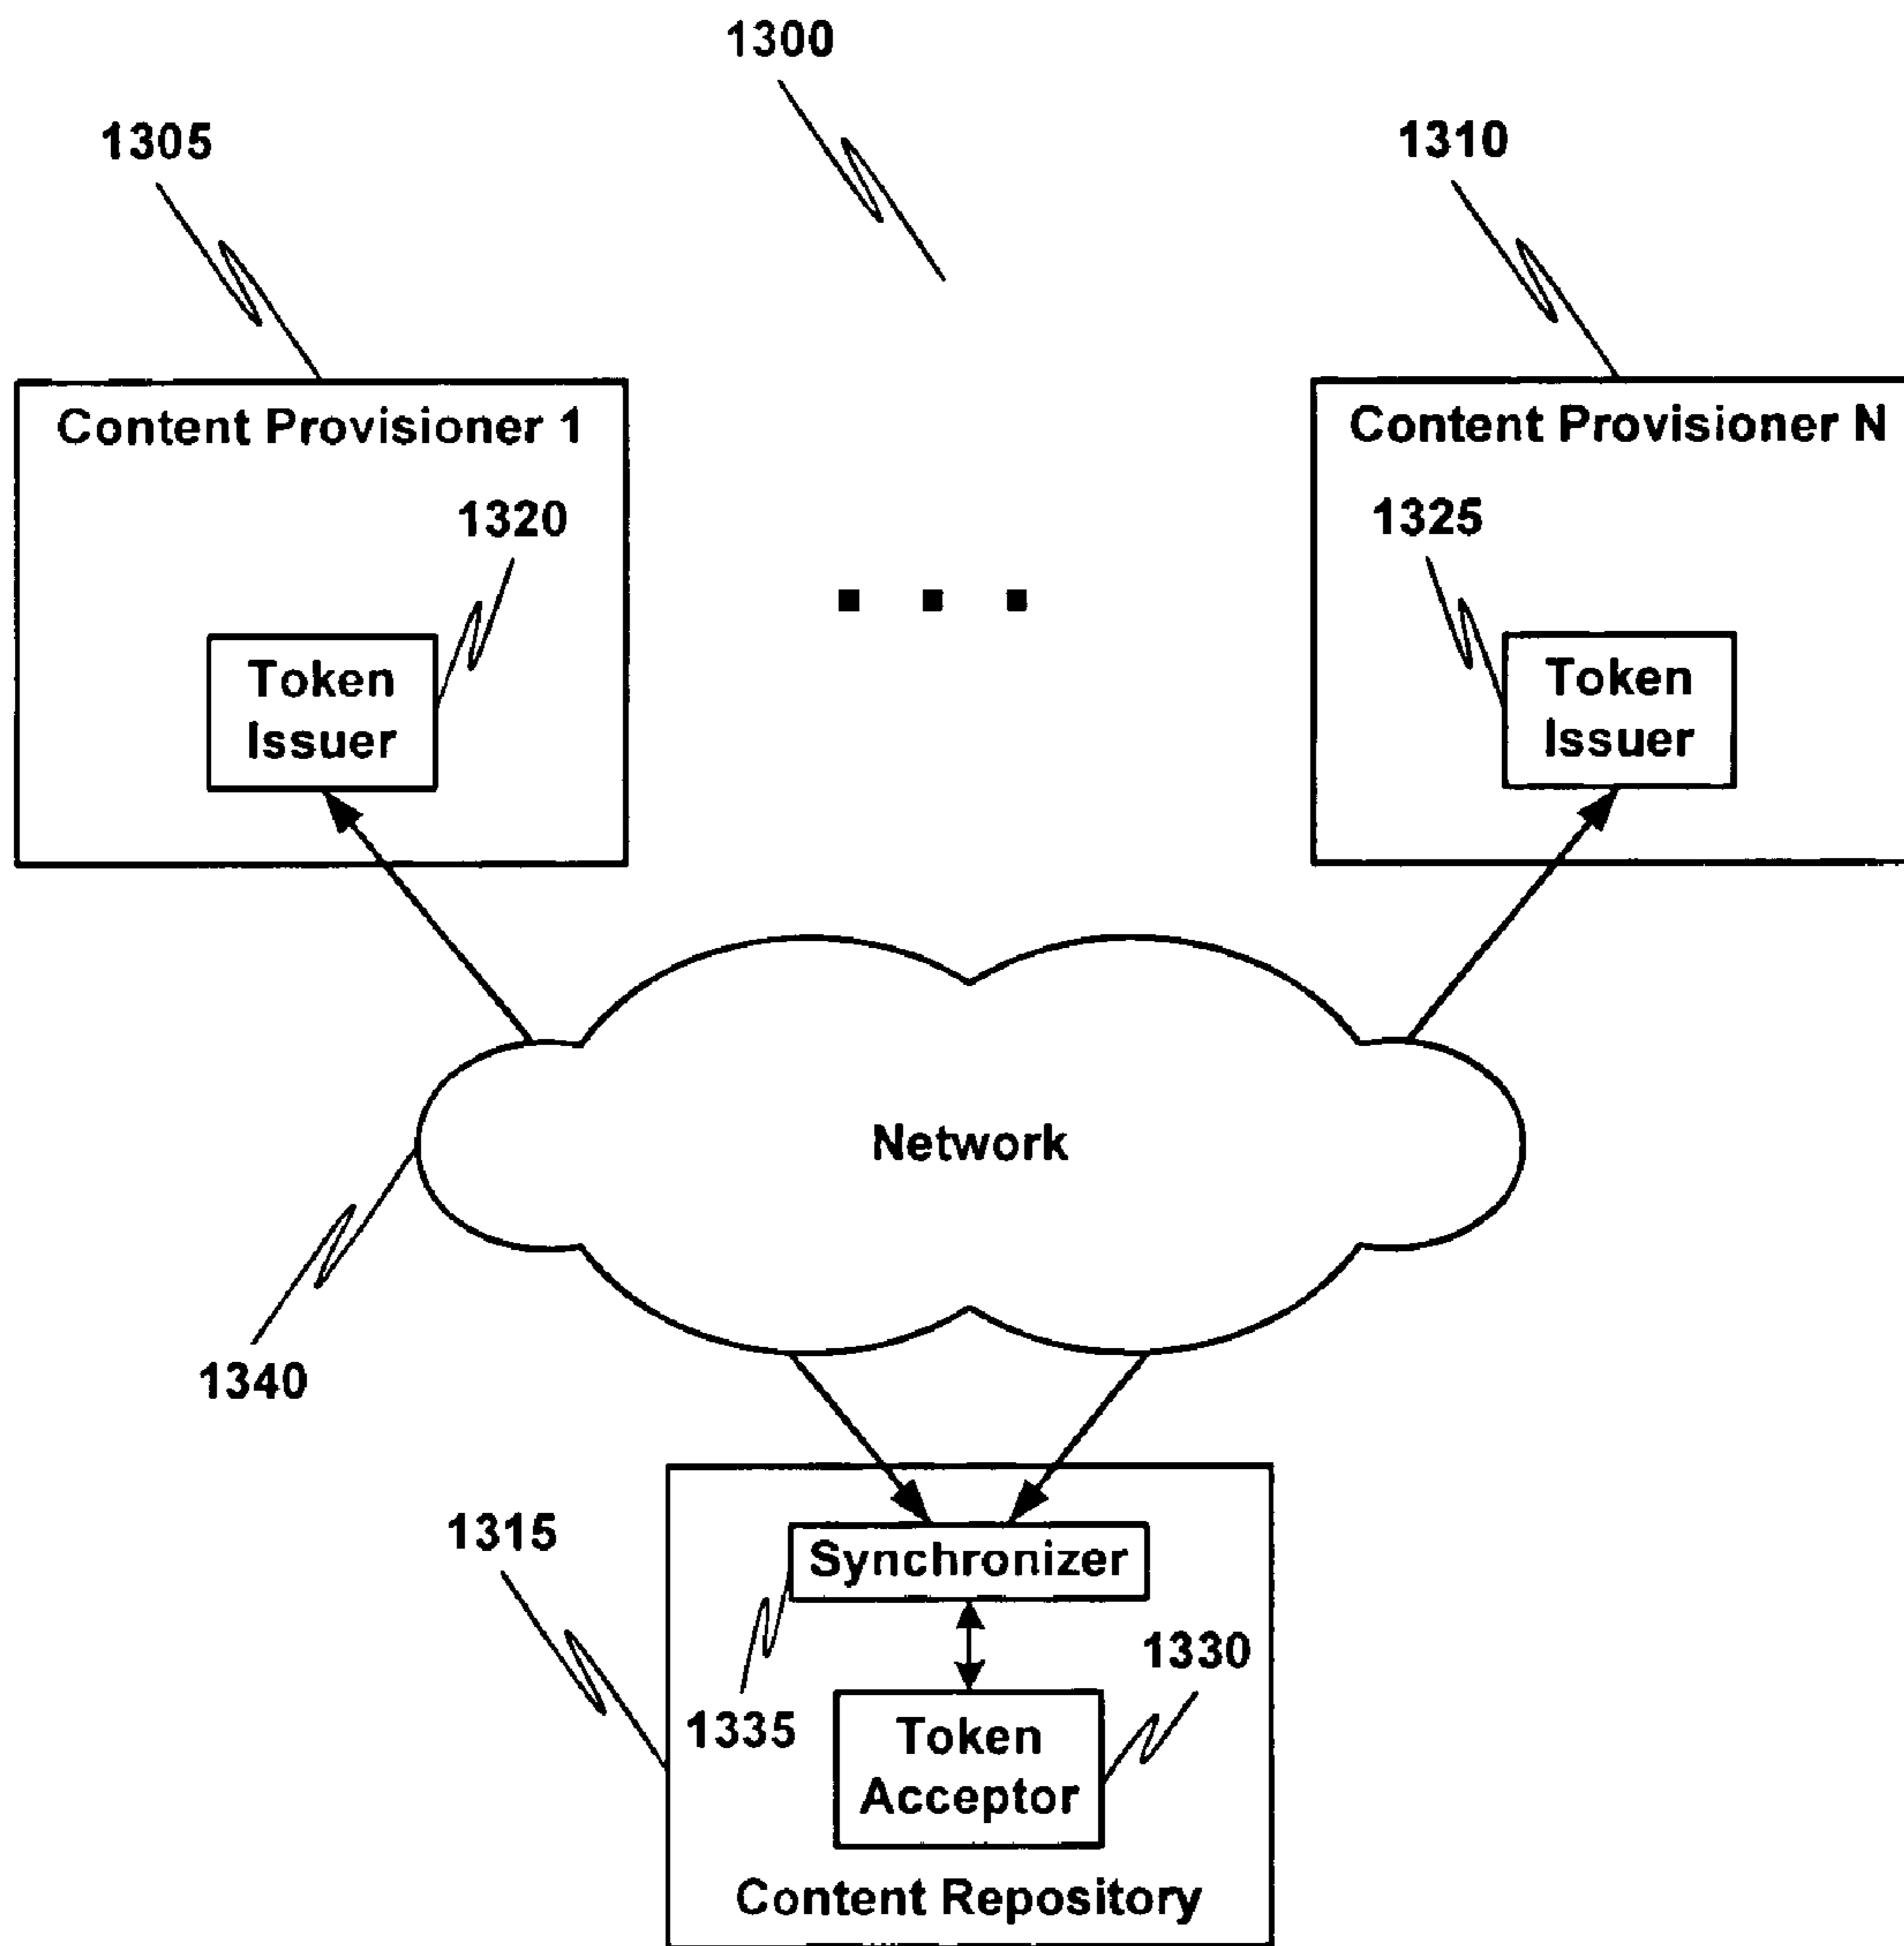 1300
1305
1310
Content Provisioner 1
Content Provisioner N
1320
1325
Token
Issuer
Token
Issuer
Network
1340
1315
Synchronizer
1330
1335
Token
Acceptor
Content Repository